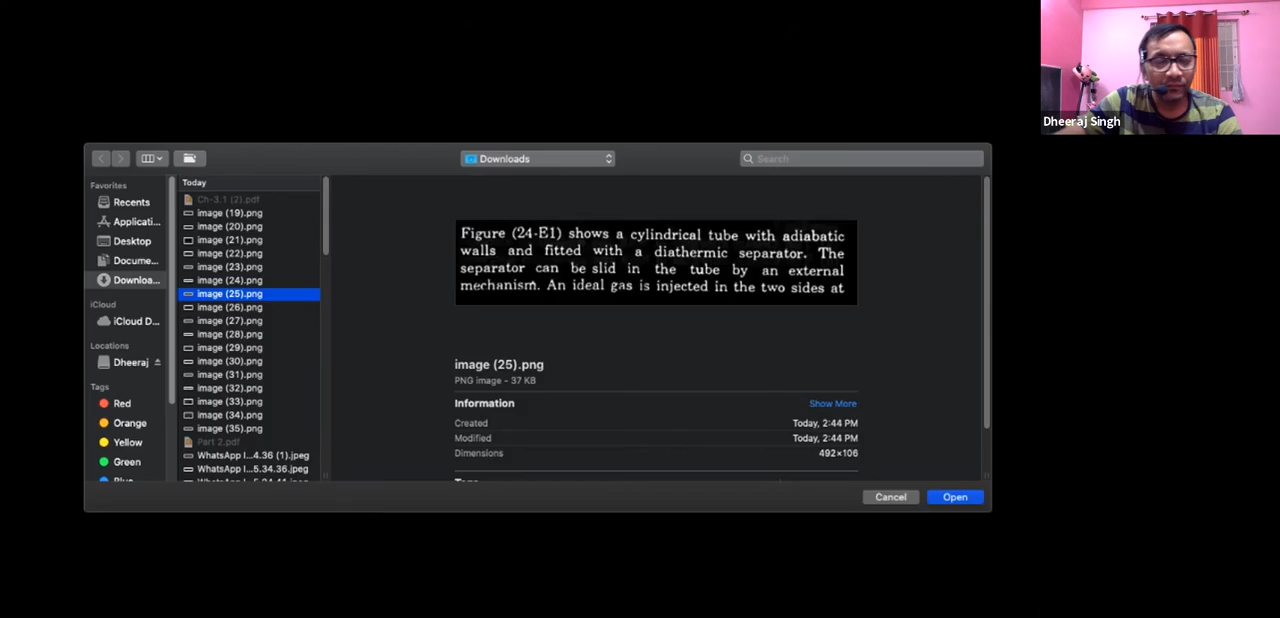 Dheeraj Singh
Downloads
Search
Favorites
Recents
Applicati...
Desktop
Docume...
Downloa...
iCloud
iCloud D...
Locations
Dheeraj
Tags
Red
Orange
Yellow
Green
Today
Ch-3.1 (2).pdf
image (19).png
image (20).png
image (21).png
image (22).png
image (23).png
image (24).png
image (25).png
image (26).png
image (27).png
image (28).png
image (29).png
image (30).png
image (31).png
image (32).png
image (33).png
image (34).png
image (35).png
Part 2.pdf
WhatsApp I...4.36 (1).jpeg
WhatsApp I...5.34.36.jpeg
Figure (24-E1) shows a cylindrical tube with adiabatic
walls and fitted with a diathermic separator. The
separator can be slid in the tube by an external
mechanism. An ideal gas is injected in the two sides at
image (25).png
PNG image - 37 KB
Information Show More
Created Today, 2:44 PM
Modified Today, 2:44 PM
Dimensions 492×106
Cancel Open